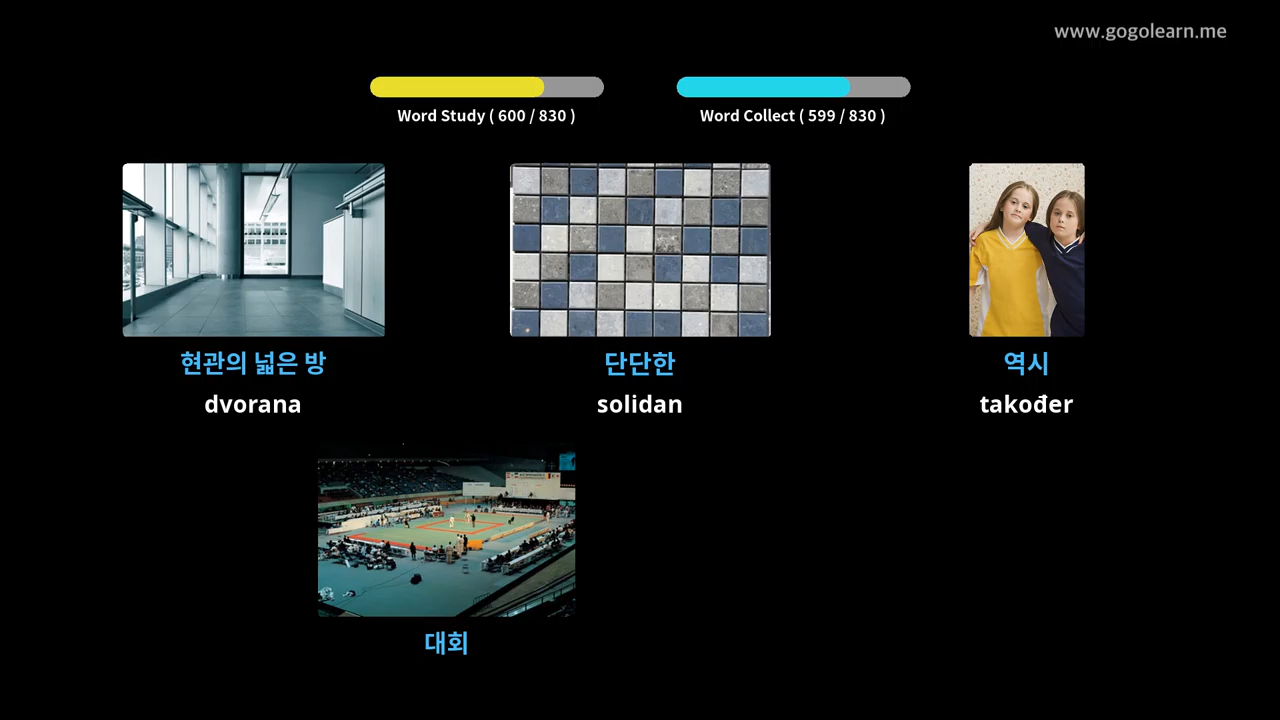 www.gogolearn.me
Word Study ( 600 / 830 )
Word Collect ( 599 / 830 )
현관의 넓은 방
단단한
역시
dvorana
solidan
također
대회